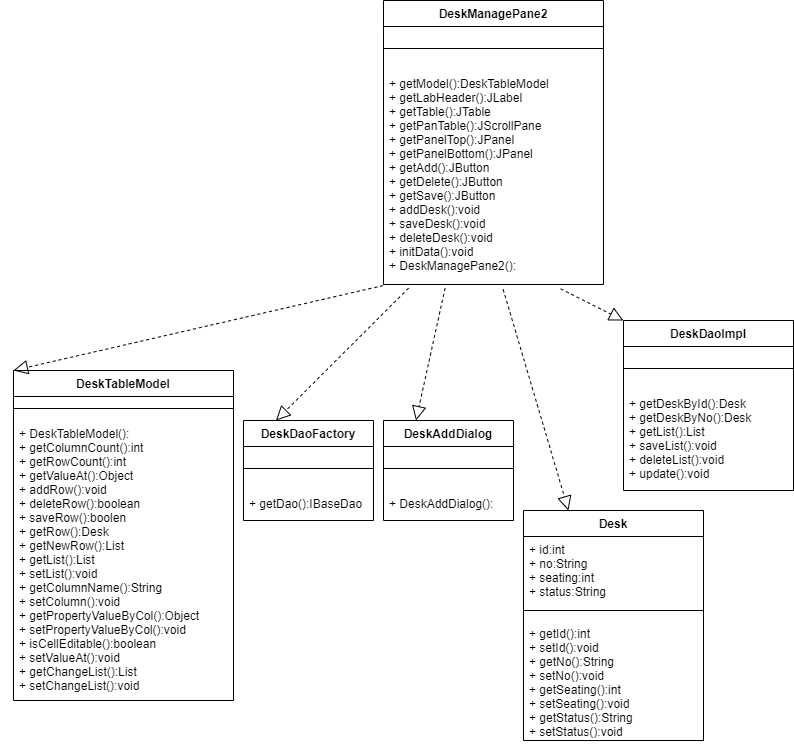 DeskManagePane2
+ getModel():DeskTableModel
+ getLabHeader():JLabel
+ getTable():JTable
+ getPanTable():JScrollPane
+ getPanelTop():JPanel
+ getPanelBottom():JPanel
+ getAdd():JButton
+ getDelete():JButton
+ getSave():JButton
+ addDesk():void
+ saveDesk():void
+ deleteDesk():void
+ initData():void
+ DeskManagePane2():
DeskTableModel
+ DeskTableModel():
+ getColumnCount():int
+ getRowCount():int
+ getValueAt():Object
+ addRow():void
+ deleteRow():boolean
+ saveRow():boolen
+ getRow():Desk
+ getNewRow():List
+ getList():List
+ setList():void
+ getColumnName():String
+ setColumn():void
+ getPropertyValueByCol():Object
+ setPropertyValueByCol():void
+ isCellEditable():boolean
+ setValueAt():void
+ getChangeList():List
+ setChangeList():void
DeskDaoFactory
+ getDao():IBaseDao
DeskAddDialog
+ DeskAddDialog():
Desk
+ id:int
+ no:String
+ seating:int
+ status:String
+ getId():int
+ setId():void
+ getNo():String
+ setNo():void
+ getSeating():int
+ setSeating():void
+ getStatus():String
+ setStatus():void
DeskDaoImpl
+ getDeskById():Desk
+ getDeskByNo():Desk
+ getList():List
+ saveList():void
+ deleteList():void
+ update():void